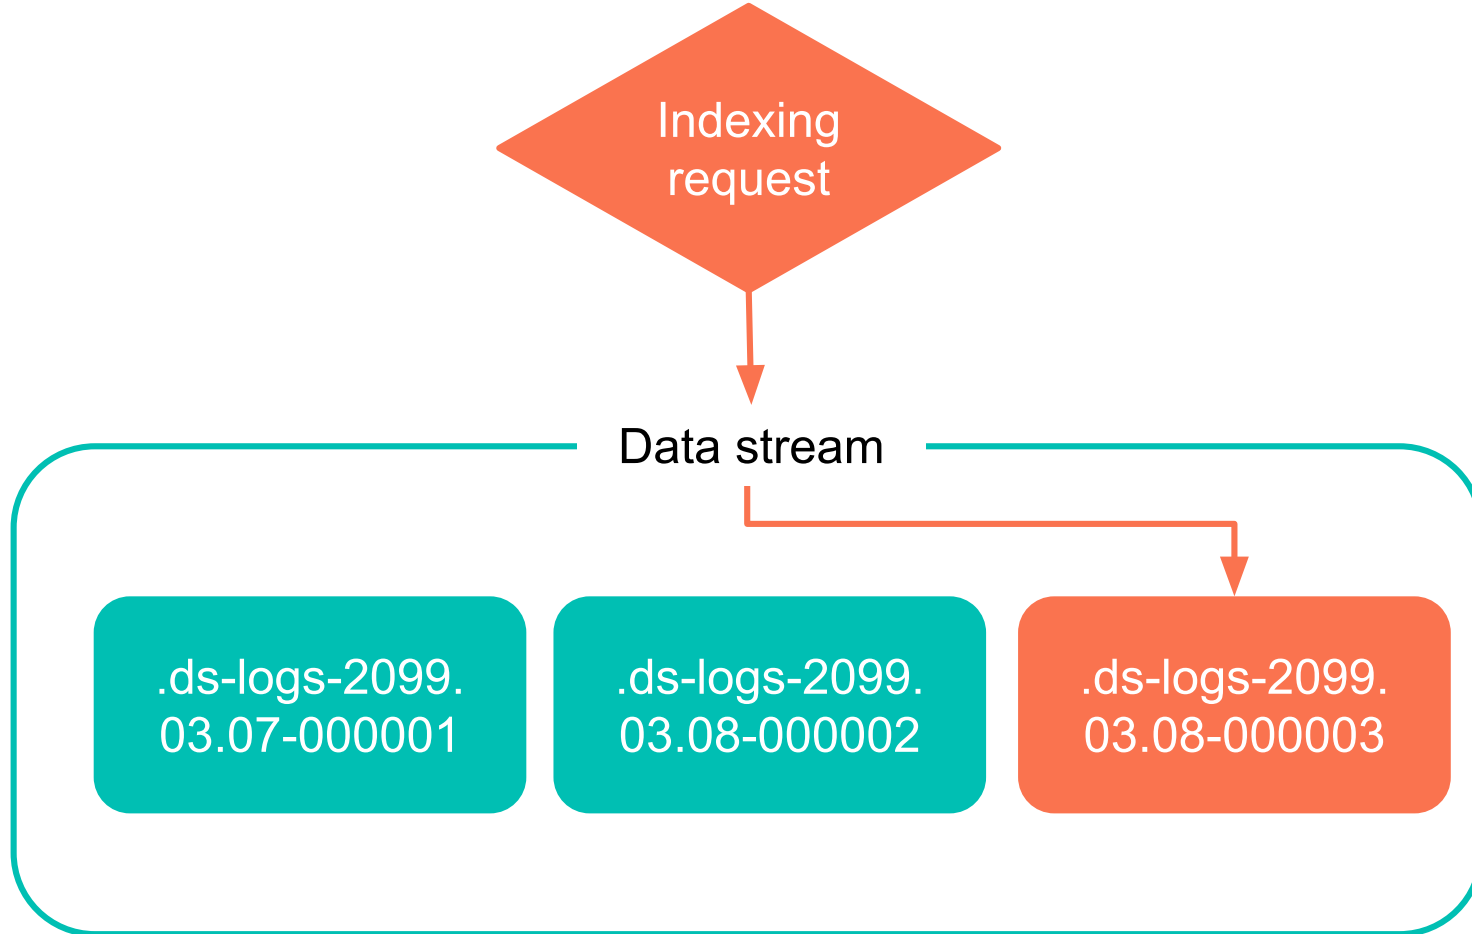 Indexing
request
Data stream
.ds-logs-2099.
03.07-000001
.ds-logs-2099.
03.08-000002
.ds-logs-2099.
03.08-000003